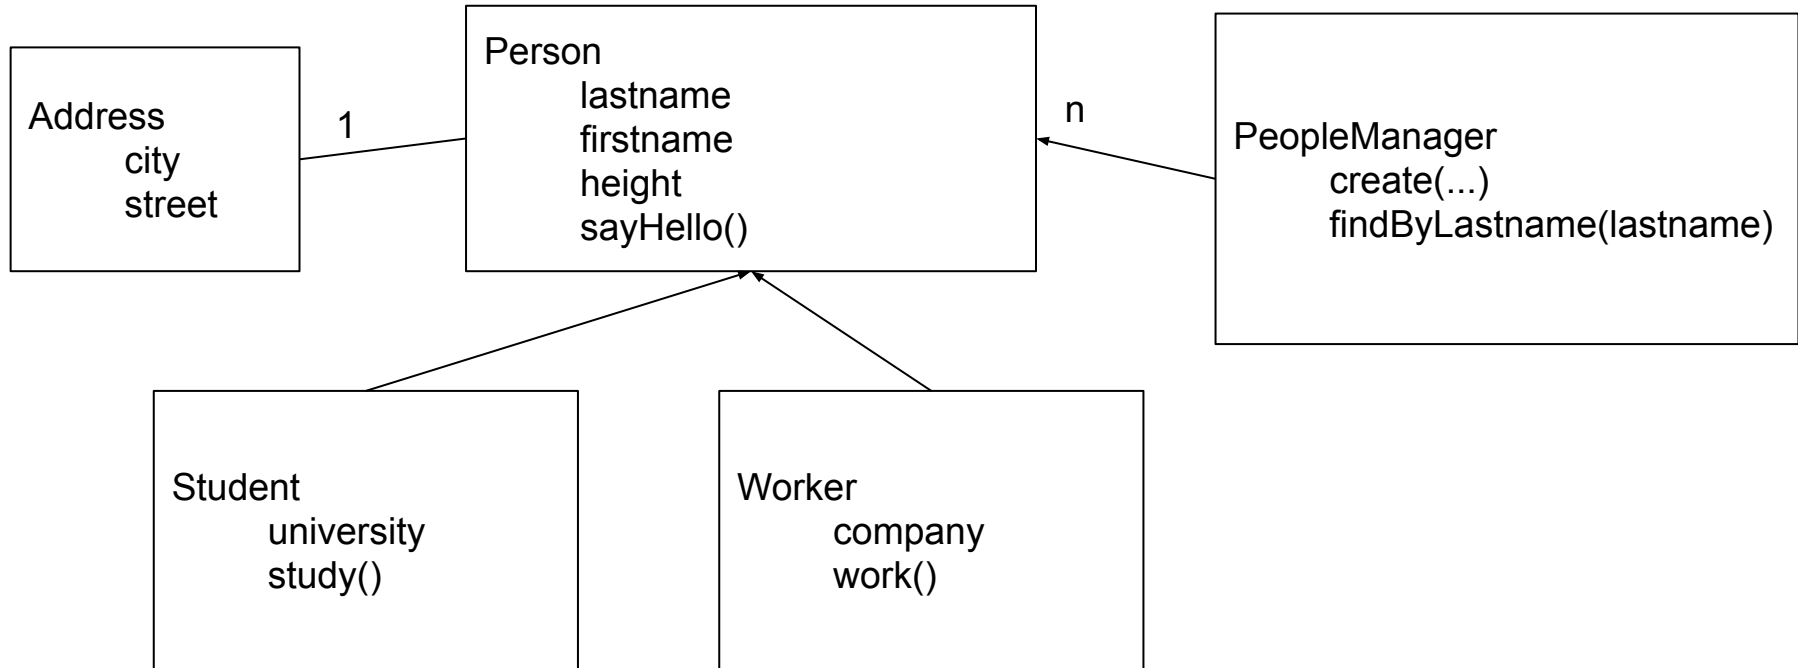 Address
city
street
1
Person
lastname
firstname
height
sayHello()
n
PeopleManager
create(...)
findByLastname(lastname)
Student
university
study()
Worker
company
work()